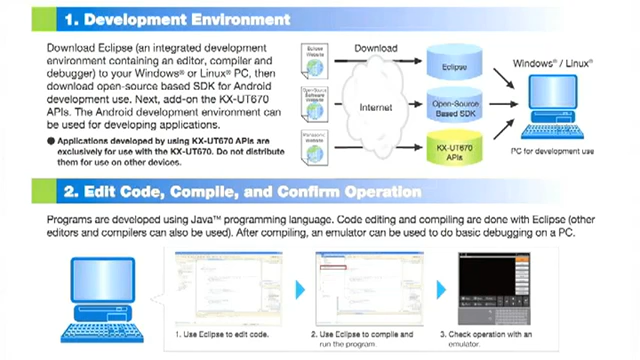 1. Development Environment
Download Eclipse (an integrated development
environment containing an editor, compiler and
debugger) to your Windows® or Linux® PC, then
download open-source based SDK for Android
development use. Next, add-on the KX-UT670
APIs. The Android development environment can
be used for developing applications.
● Applications developed by using KX-UT670 APIs are
exclusively for use with the KX-UT670. Do not distribute
them for use on other devices.
Eclipse
Website
Open-Source
Software
Website
Panasonic
Website
Download
Internet
Eclipse
Open-Source
Based SDK
KX-UT670
APIs
Windows® / Linux®
PC for development use
2. Edit Code, Compile, and Confirm Operation
Programs are developed using Java™ programming language. Code editing and compiling are done with Eclipse (other
editors and compilers can also be used). After compiling, an emulator can be used to do basic debugging on a PC.
1. Use Eclipse to edit code.
2. Use Eclipse to compile and
run the program.
3. Check operation with an
emulator.